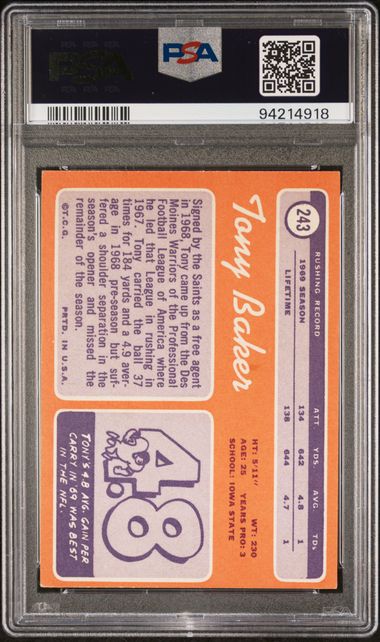 PSA
94214918
243
RUSHING RECORD ATT. YDS. AVG. TDs
1969 SEASON 134 642 4.8 1
LIFETIME 138 644 4.7 1
Tony Baker
HT: 5'11" WT: 230
AGE: 25 YEARS PRO: 3
SCHOOL: IOWA STATE
Signed by the Saints as a free agent
in 1968, Tony came up from the Des
Moines Warriors of the Professional
Football League of America where
he led that League in rushing in
1967. Tony carried the ball 37
times for 184 yards and a 4.9 aver-
age in 1968 pre-season but suf-
fered a shoulder separation in the
season's opener and missed the
remainder of the season.
©T.C.G. PRTD. IN U.S.A.
4.8
TONY'S 4.8 AVG. GAIN PER
CARRY IN '69 WAS BEST
IN THE NFL.